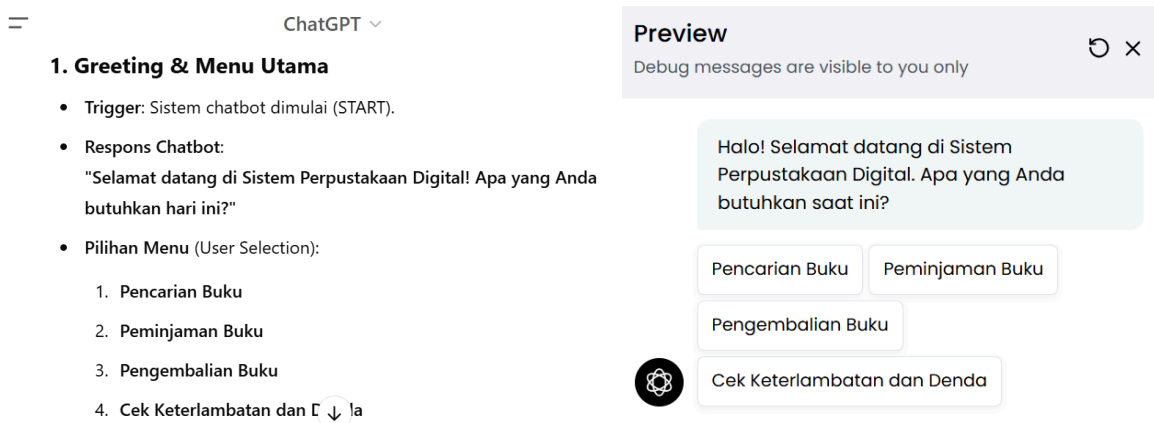 ChatGPT
1. Greeting & Menu Utama
• Trigger: Sistem chatbot dimulai (START).
• Respons Chatbot:
"Selamat datang di Sistem Perpustakaan Digital! Apa yang Anda
butuhkan hari ini?"
• Pilihan Menu (User Selection):
1. Pencarian Buku
2. Peminjaman Buku
3. Pengembalian Buku
4. Cek Keterlambatan dan
Preview
Debug messages are visible to you only
Halo! Selamat datang di Sistem
Perpustakaan Digital. Apa yang Anda
butuhkan saat ini?
Pencarian Buku
Peminjaman Buku
Pengembalian Buku
Cek Keterlambatan dan Denda